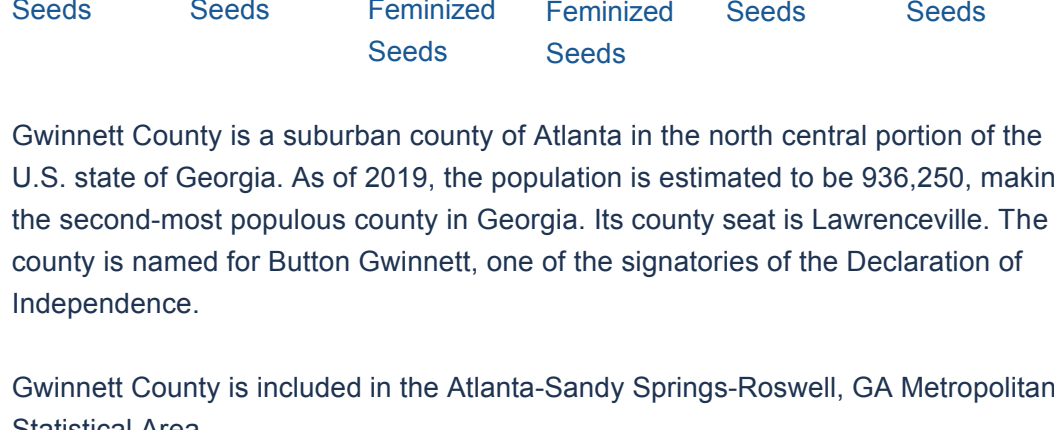 Seeds Seeds Feminized Feminized Seeds Seeds
Seeds Seeds
Gwinnett County is a suburban county of Atlanta in the north central portion of the
U.S. state of Georgia. As of 2019, the population is estimated to be 936,250, makin
the second-most populous county in Georgia. Its county seat is Lawrenceville. The
county is named for Button Gwinnett, one of the signatories of the Declaration of
Independence.
Gwinnett County is included in the Atlanta-Sandy Springs-Roswell, GA Metropolitan
Statistical Area